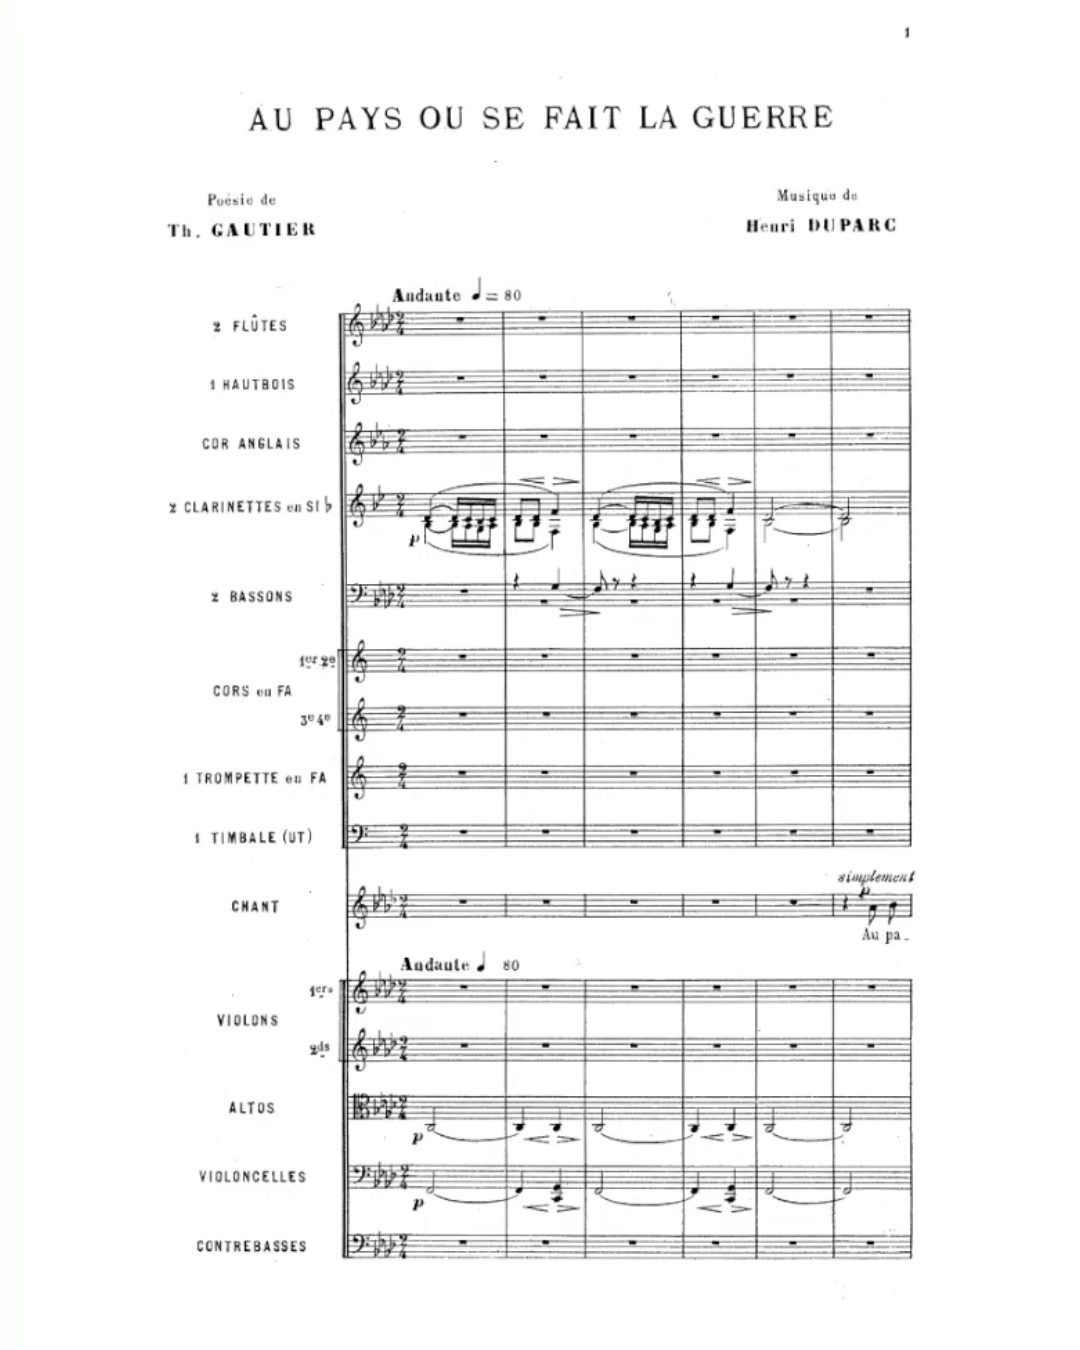 1
AU PAYS OU SE FAIT LA GUERRE
Poésie de
Th. GAUTIER
Musique de
Henri DUPARC
Andante ♩= 80
2 FLÛTES
1 HAUTBOIS
COR ANGLAIS
2 CLARINETTES en SI♭
p
2 BASSONS
1er 2e
CORS en FA
3e 4e
1 TROMPETTE en FA
1 TIMBALE (UT)
simplement
p
CHANT
Au pa-
Andante ♩ 80
1ers
VIOLONS
2ds
ALTOS
p
VIOLONCELLES
p
CONTREBASSES